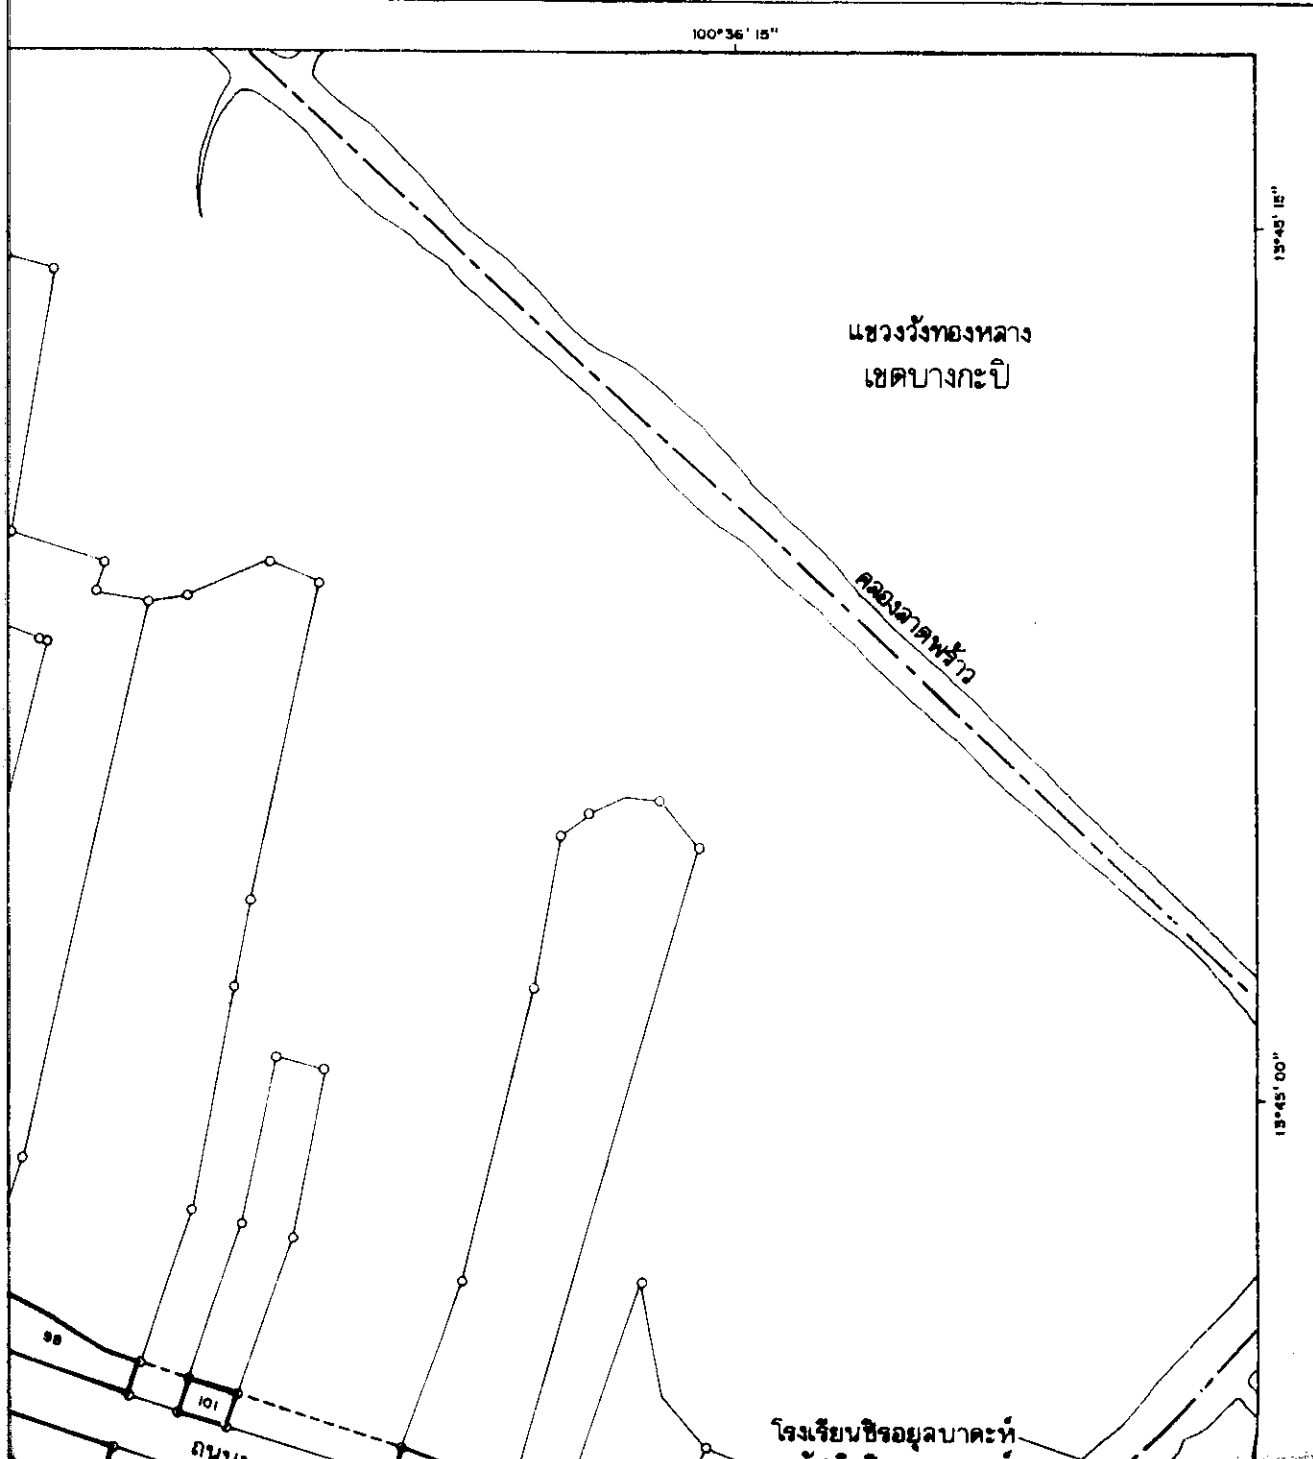 100°36' 15"
13°45' 15"
แขวงวังทองหลาง
เขตบางกะปิ
คลองลาดพร้าว
13°45' 00"
98
101
โรงเรียนซิรอยุลบาดะห์